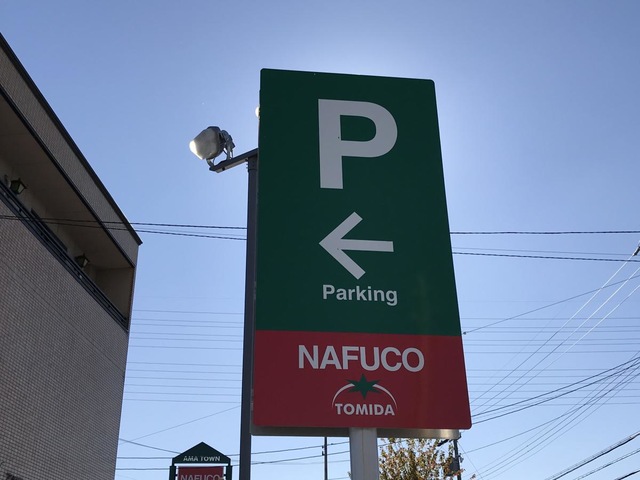 P
Parking
NAFUCO
TOMIDA
AMA TOWN
NAFUCO